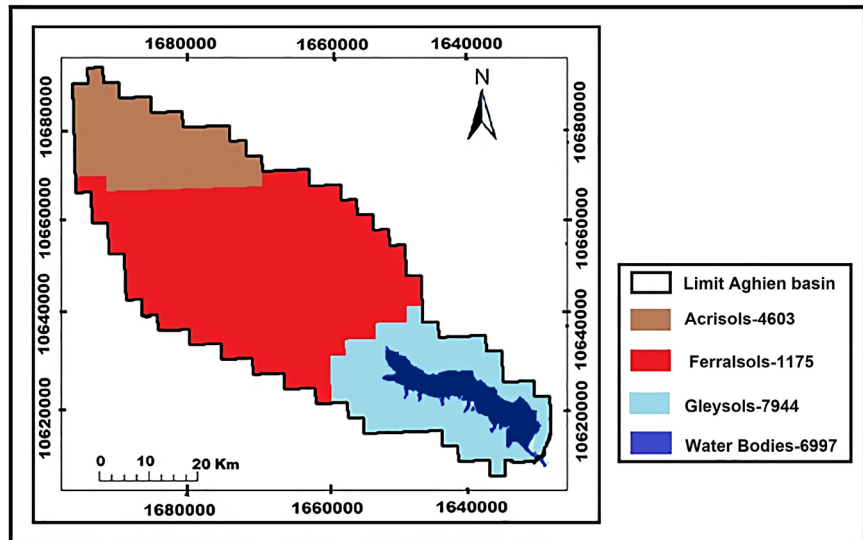 1680000 1660000 1640000
10680000 10680000
10660000 10660000
10640000 10640000
10620000 10620000
N
0 10 20 Km
1680000 1660000 1640000
Limit Aghien basin
Acrisols-4603
Ferralsols-1175
Gleysols-7944
Water Bodies-6997